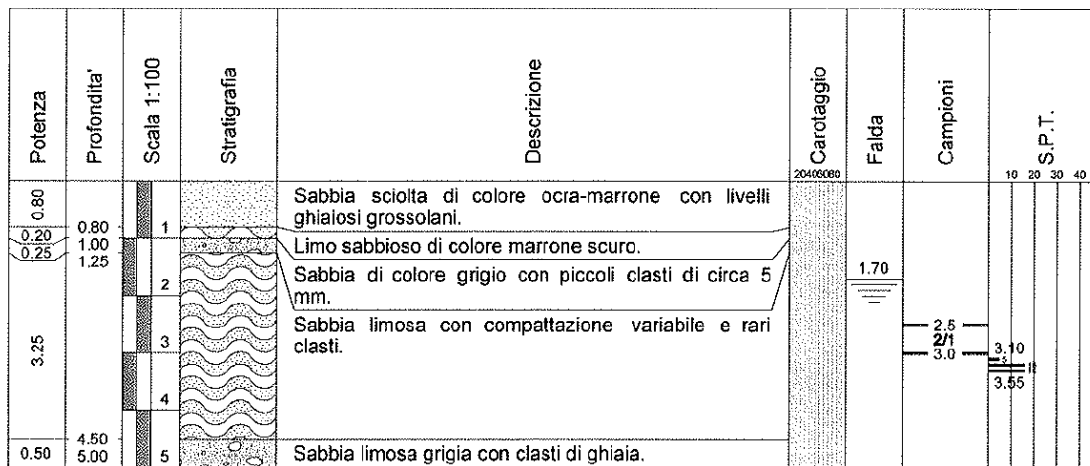 Potenza
Profondita'
Scala 1:100
Stratigrafia
Descrizione
Carotaggio
Falda
Campioni
S.P.T.
20406080
10 20 30 40
0.80
0.20
0.25
3.25
0.50
0.80
1.00
1.25
4.50
5.00
1
2
3
4
5
Sabbia sciolta di colore ocra-marrone con livelli
ghiaiosi grossolani.
Limo sabbioso di colore marrone scuro.
Sabbia di colore grigio con piccoli clasti di circa 5
mm.
Sabbia limosa con compattazione variabile e rari
clasti.
Sabbia limosa grigia con clasti di ghiaia.
1.70
2.5
2/1
3.0
3.10
3.55